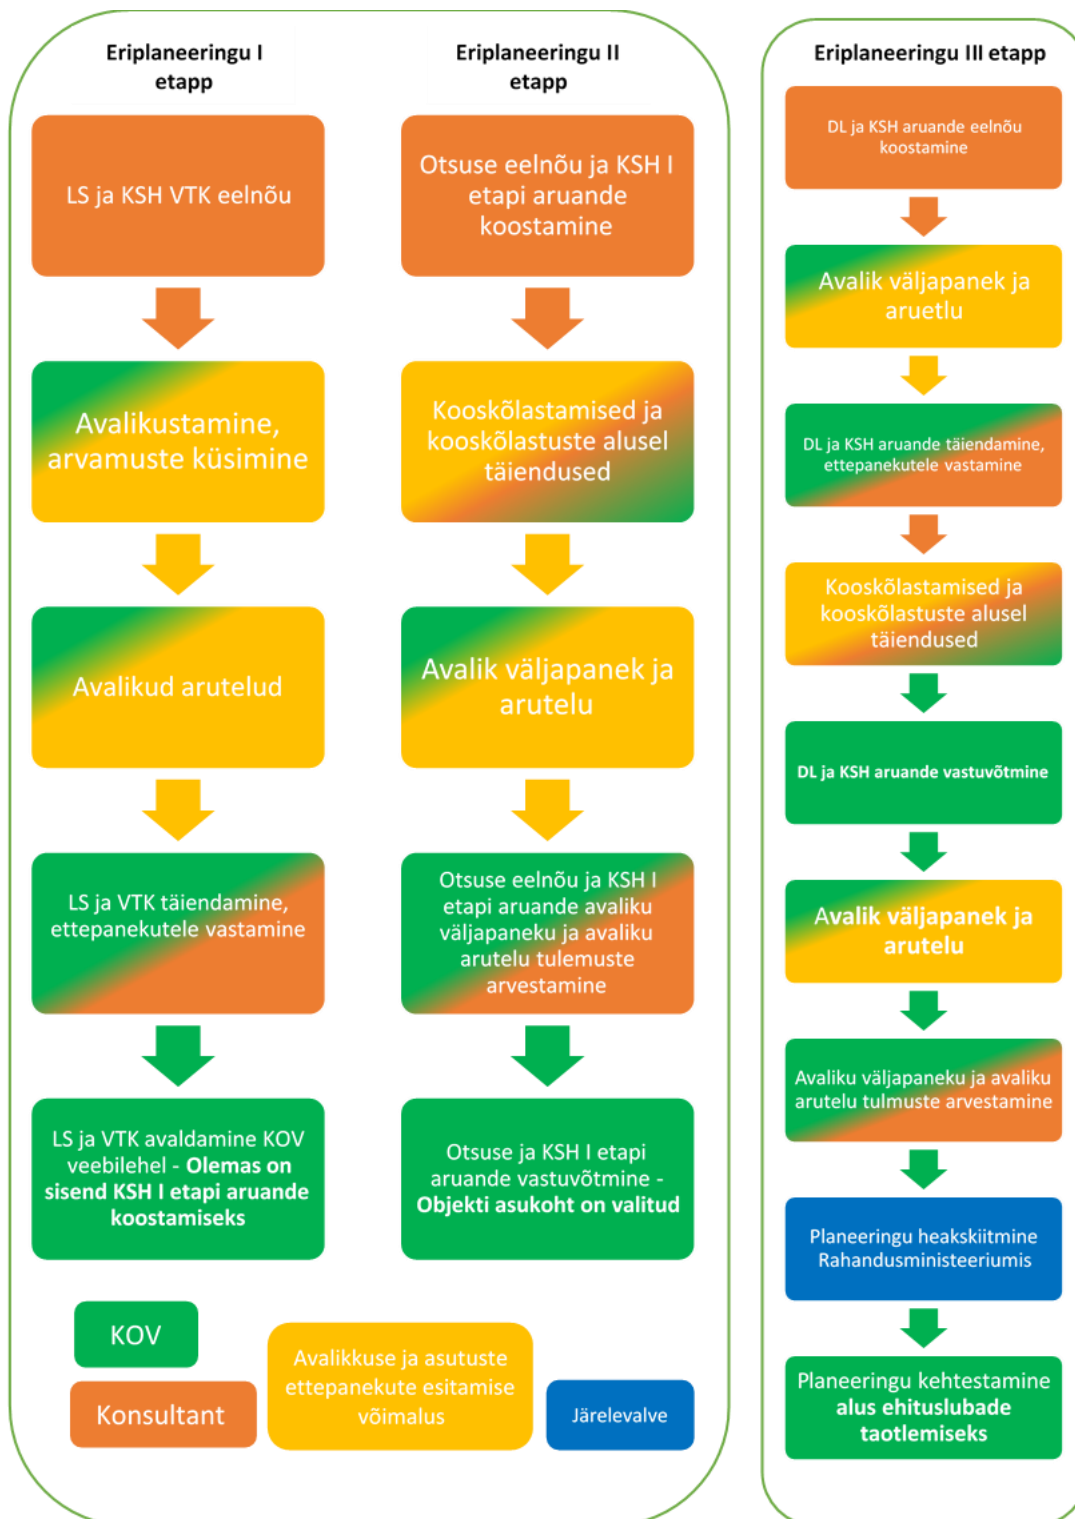 Eriplaneeringu I
etapp
LS ja KSH VTK eelnõu
Avalikustamine,
arvamuste küsimine
Avalikud arutelud
LS ja VTK täiendamine,
ettepanekutele vastamine
LS ja VTK avaldamine KOV
veebilehel - Olemas on
sisend KSH I etapi aruande
koostamiseks
Eriplaneeringu II
etapp
Otsuse eelnõu ja KSH I
etapi aruande
koostamine
Kooskõlastamised ja
kooskõlastuste alusel
täiendused
Avalik väljapanek ja
arutelu
Otsuse eelnõu ja KSH I
etapi aruande avaliku
väljapaneku ja avaliku
arutelu tulemuste
arvestamine
Otsuse ja KSH I etapi
aruande vastuvõtmine -
Objekti asukoht on valitud
KOV
Konsultant
Avalikkuse ja asutuste
ettepanekute esitamise
võimalus
Järelevalve
Eriplaneeringu III etapp
DL ja KSH aruande eelnõu
koostamine
Avalik väljapanek ja
aruetlu
DL ja KSH aruande täiendamine,
ettepanekutele vastamine
Kooskõlastamised ja
kooskõlastuste alusel
täiendused
DL ja KSH aruande vastuvõtmine
Avalik väljapanek ja
arutelu
Avaliku väljapaneku ja avaliku
arutelu tulmuste arvestamine
Planeeringu heakskiitmine
Rahandusministeeriumis
Planeeringu kehtestamine
alus ehituslubade
taotlemiseks